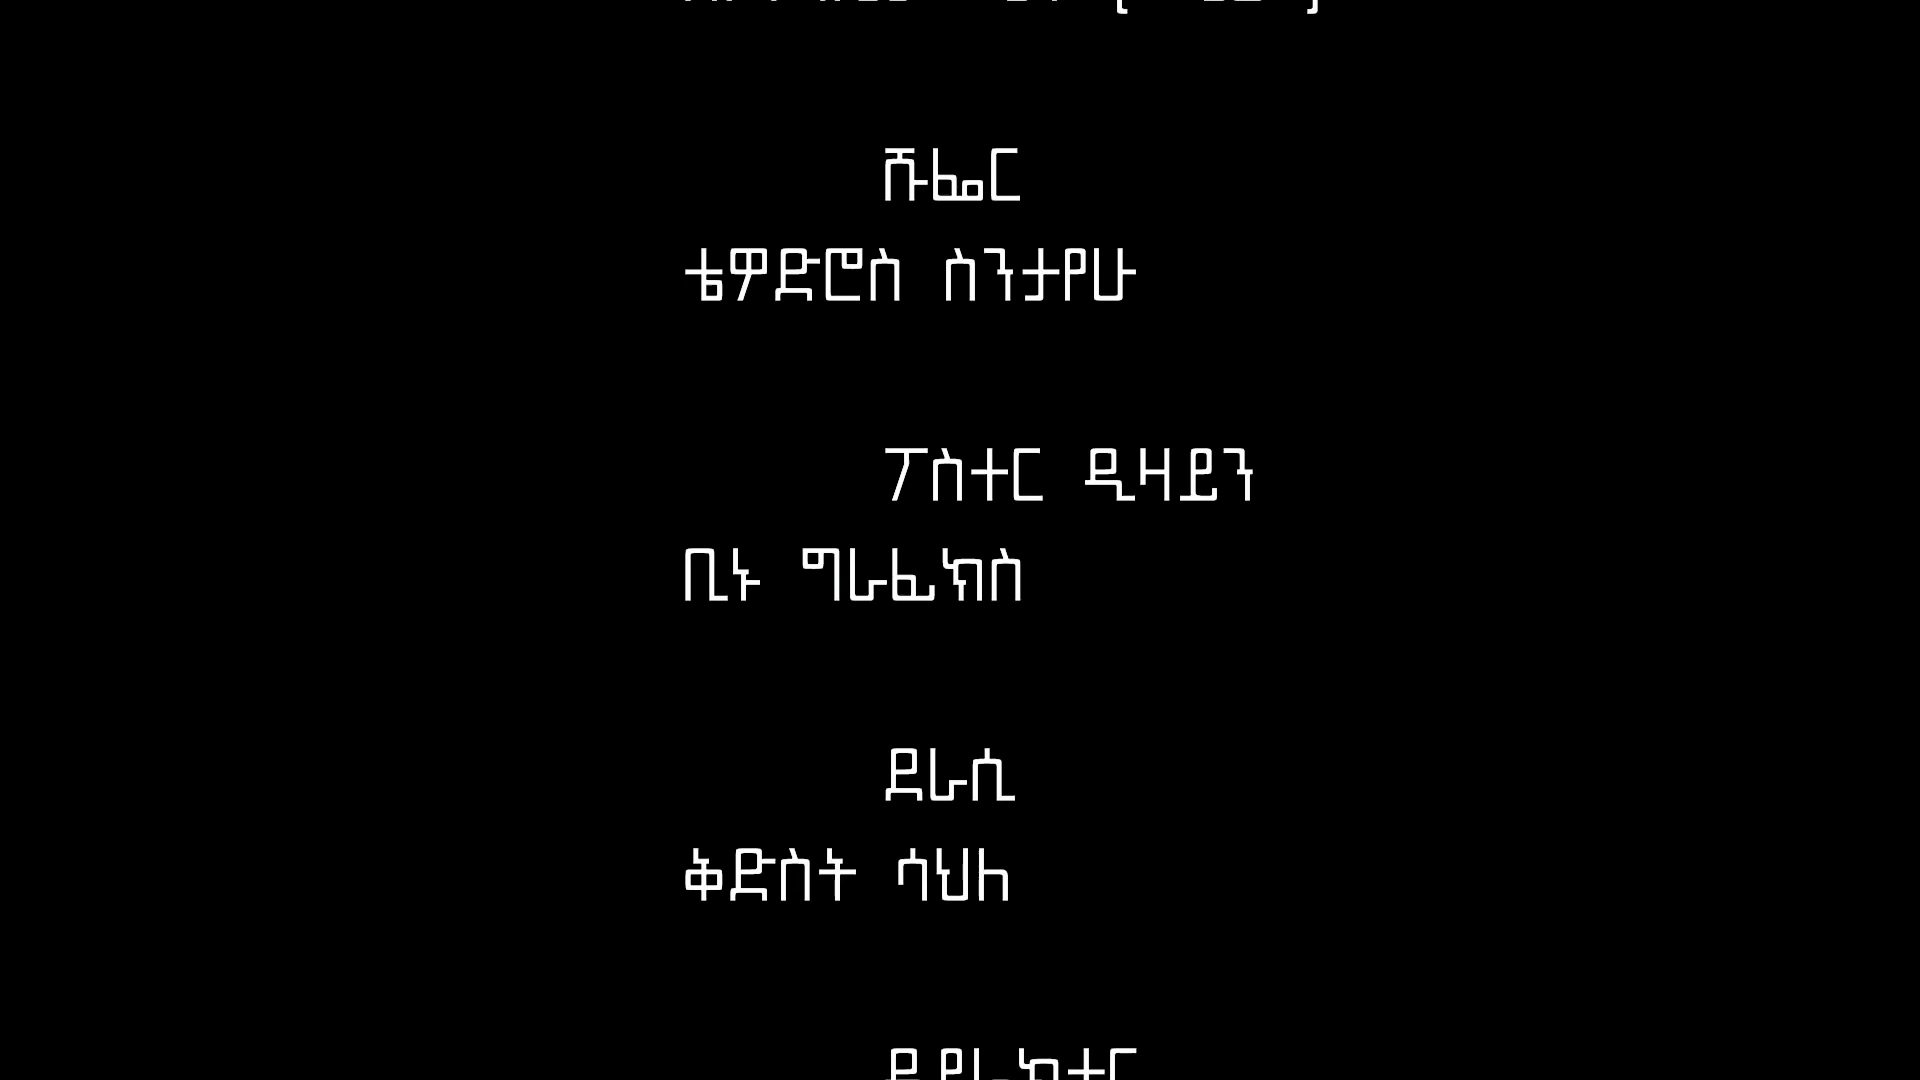 ሹፌር
ቴዎድሮስ ስንታየሁ
ፖስተር ዲዛይን
ቢኑ ግራፊክስ
ደራሲ
ቅድስት ሳህለ